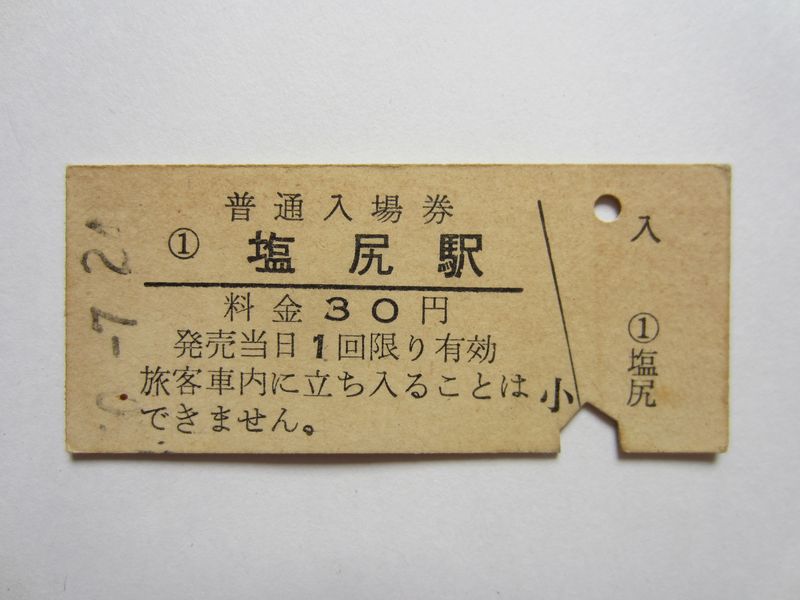 普通入場券
① 塩尻駅
料金30円
発売当日1回限り有効
旅客車内に立ち入ることは
できません。
小
入
①
塩尻